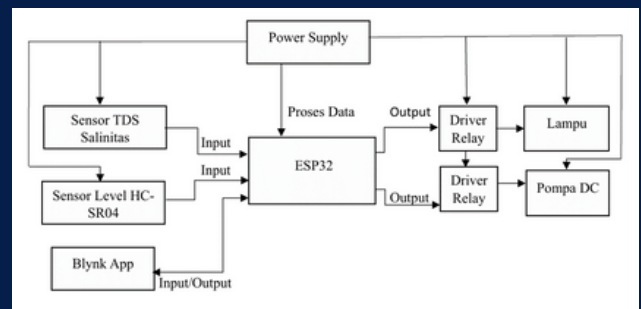 Power Supply
Proses Data
Output
Sensor TDS
Salinitas
Input
Driver
Relay
Lampu
ESP32
Input
Sensor Level HC-
SR04
Output
Driver
Relay
Pompa DC
Blynk App
Input/Output